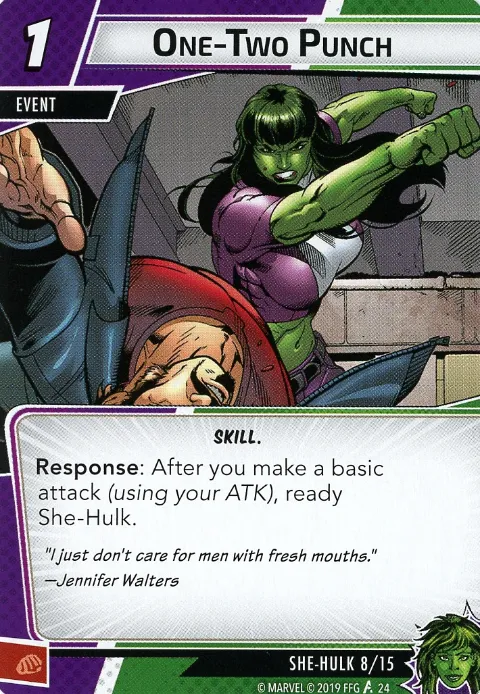 1
ONE-TWO PUNCH
EVENT
SKILL.
Response: After you make a basic
attack (using your ATK), ready
She-Hulk.
"I just don't care for men with fresh mouths."
—Jennifer Walters
SHE-HULK 8/15
© MARVEL © 2019 FFG 24